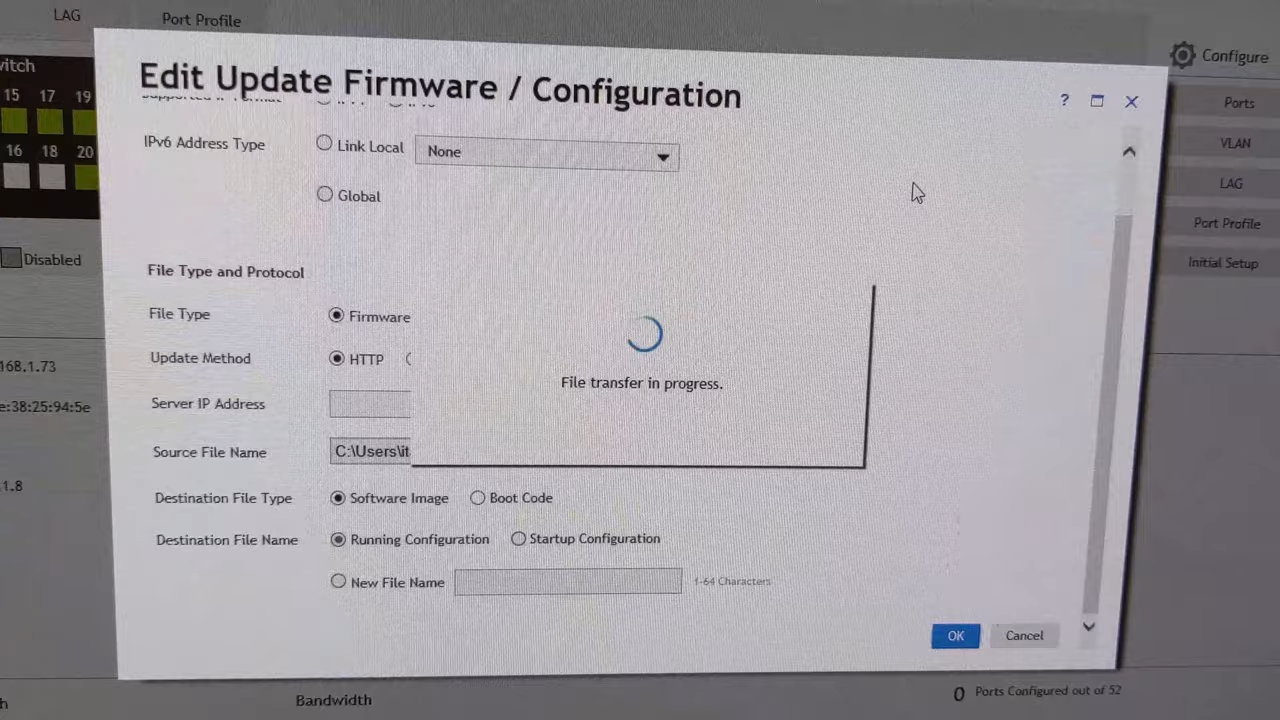 LAG
Port Profile
Configure
Edit Update Firmware / Configuration
?
15 17 19
16 18 20
Ports
VLAN
LAG
Port Profile
Initial Setup
IPv6 Address Type
Link Local
None
Global
Disabled
File Type and Protocol
File Type
Firmware
Update Method
HTTP
File transfer in progress.
168.1.73
Server IP Address
e:38:25:94:5e
Source File Name
C:\Users\it
1.8
Destination File Type
Software Image
Boot Code
Destination File Name
Running Configuration
Startup Configuration
New File Name
1-64 Characters
OK
Cancel
Bandwidth
0 Ports Configured out of 52